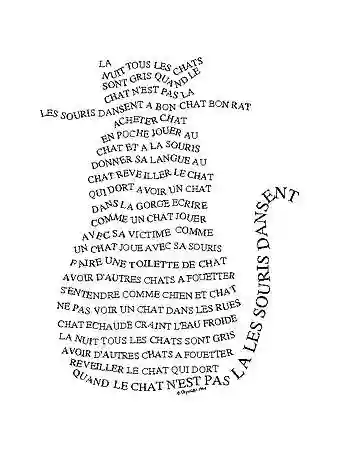 LA
NUIT TOUS LES CHATS
SONT GRIS QUAND LE
CHAT N'EST PAS LA
LES SOURIS DANSENT A BON CHAT BON RAT
ACHETER CHAT
EN POCHE JOUER AU
CHAT ET A LA SOURIS
DONNER SA LANGUE AU
CHAT REVEILLER LE CHAT
QUI DORT AVOIR UN CHAT
DANS LA GORGE ECRIRE
COMME UN CHAT JOUER
AVEC SA VICTIME COMME
UN CHAT JOUE AVEC SA SOURIS
FAIRE UNE TOILETTE DE CHAT
AVOIR D'AUTRES CHATS A FOUETTER
S'ENTENDRE COMME CHIEN ET CHAT
NE PAS VOIR UN CHAT DANS LES RUES
CHAT ECHAUDE CRAINT L'EAU FROIDE
LA NUIT TOUS LES CHATS SONT GRIS
AVOIR D'AUTRES CHATS A FOUETTER
REVEILLER LE CHAT QUI DORT
QUAND LE CHAT N'EST PAS LA LES SOURIS DANSENT